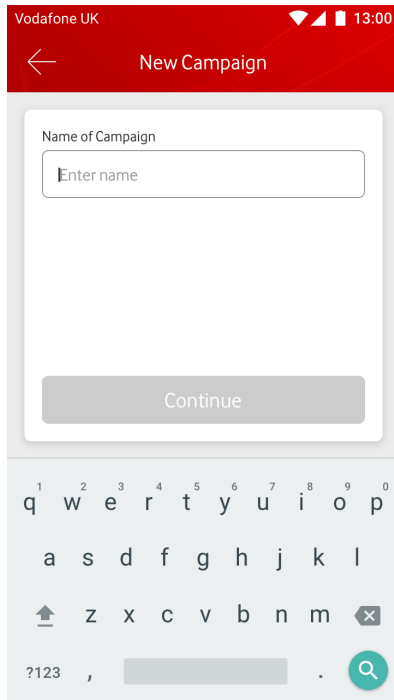 Vodafone UK 13:00
New Campaign
Name of Campaign
Enter name
Continue
1 2 3 4 5 6 7 8 9 0
q w e r t y u i o p
a s d f g h j k l
z x c v b n m
?123 , .